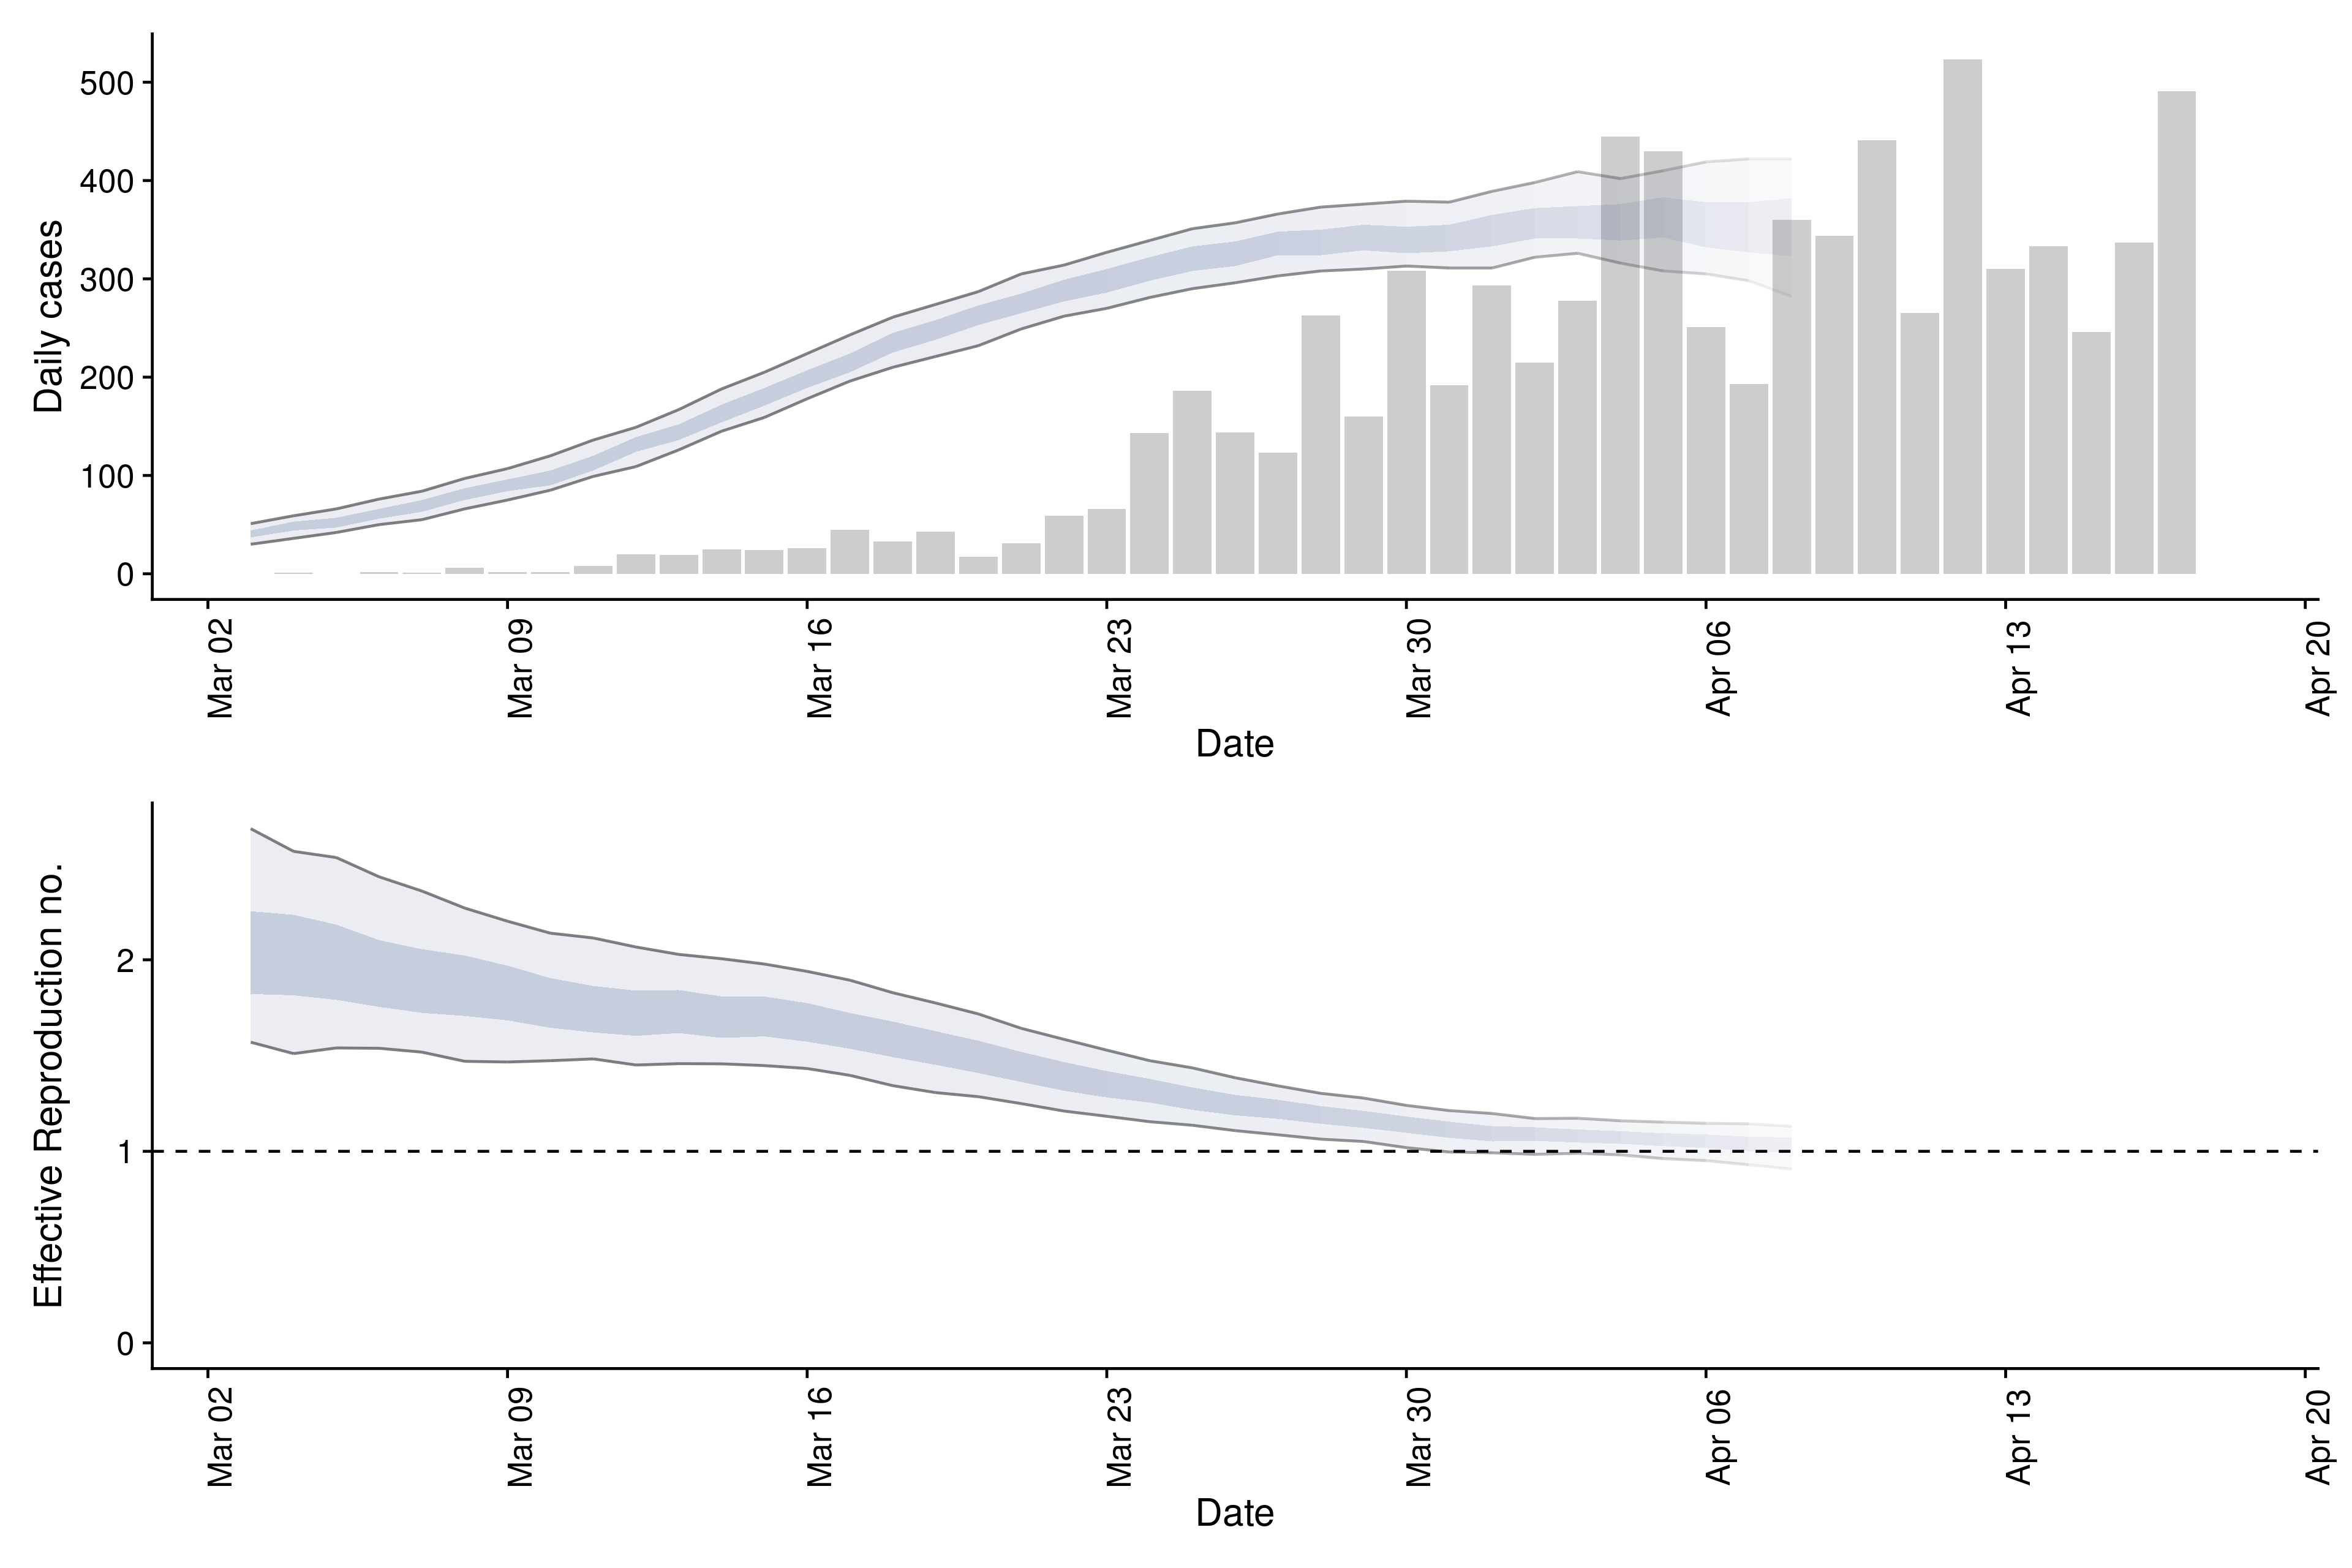 Daily cases
500
400
300
200
100
0
Mar 02
Mar 09
Mar 16
Mar 23
Mar 30
Apr 06
Apr 13
Apr 20
Date
Effective Reproduction no.
2
1
0
Mar 02
Mar 09
Mar 16
Mar 23
Mar 30
Apr 06
Apr 13
Apr 20
Date